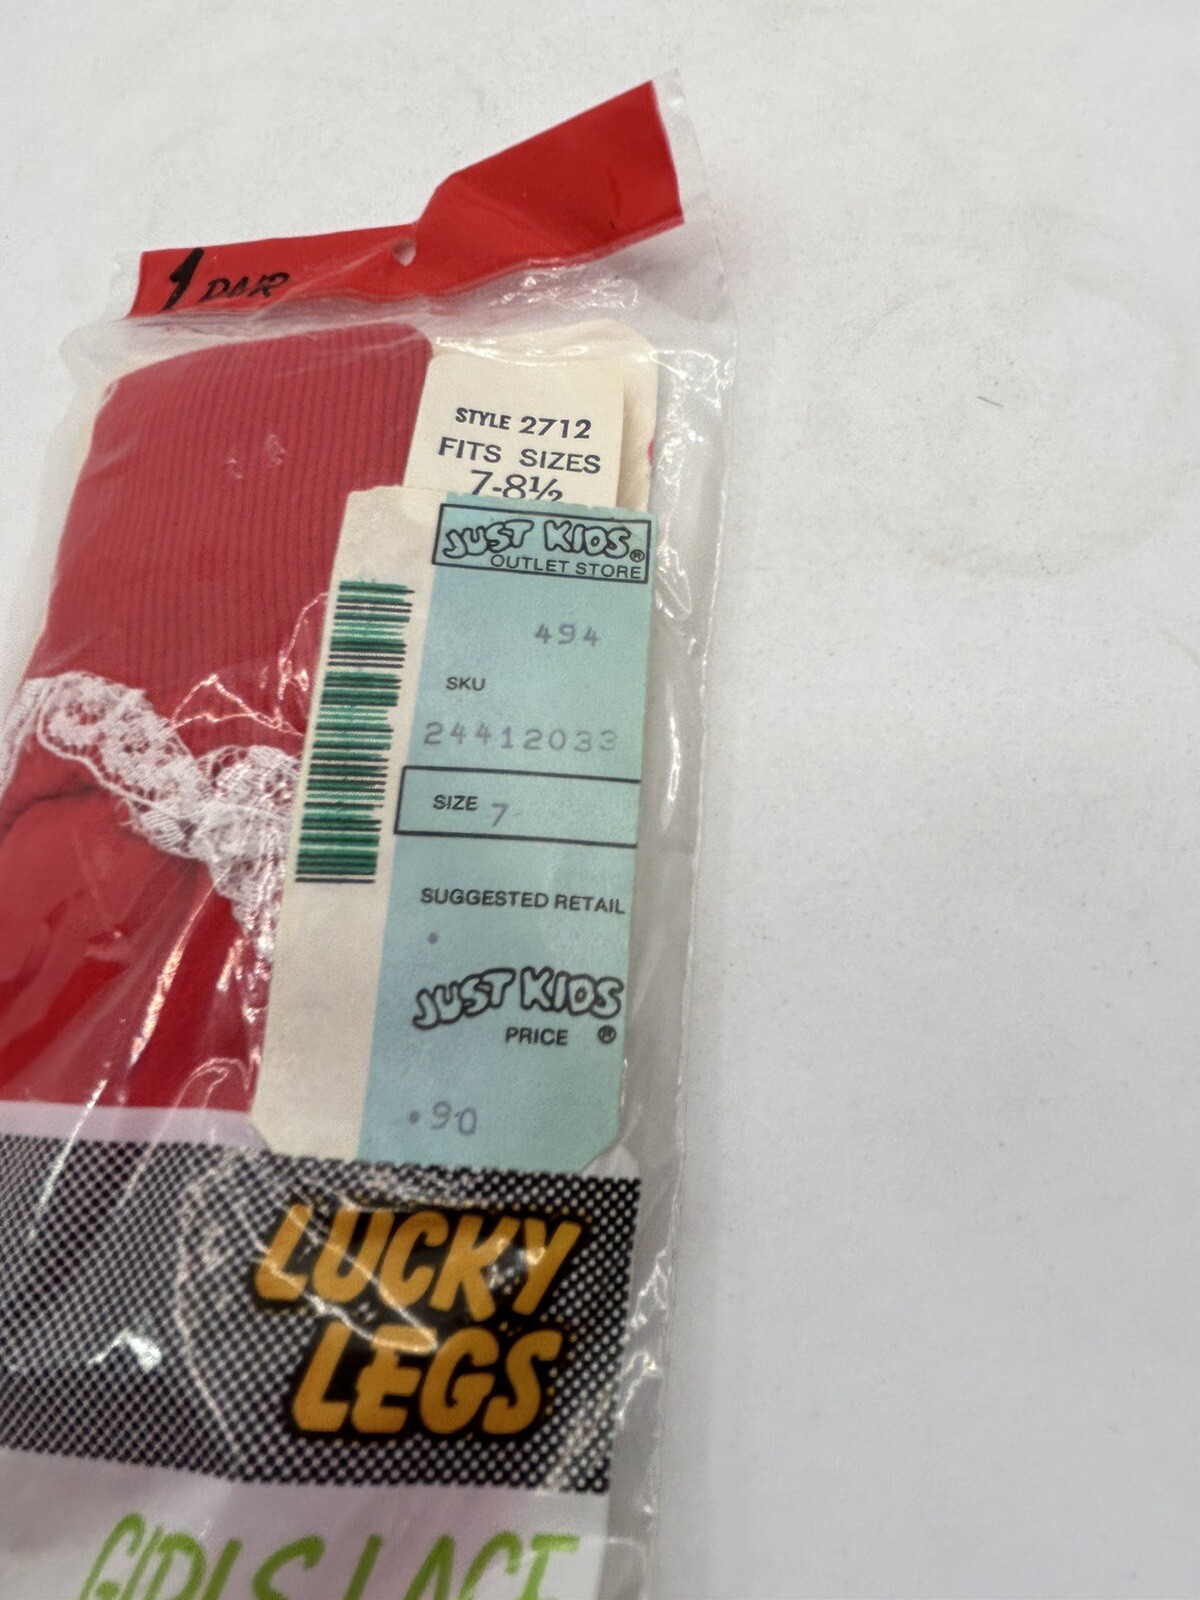 1 PAIR
STYLE 2712
FITS SIZES
7-8½
JUST KIDS®
OUTLET STORE
494
SKU
24412033
SIZE 7
SUGGESTED RETAIL
.
JUST KIDS
PRICE ®
.90
LUCKY
LEGS
GIRLS LACE